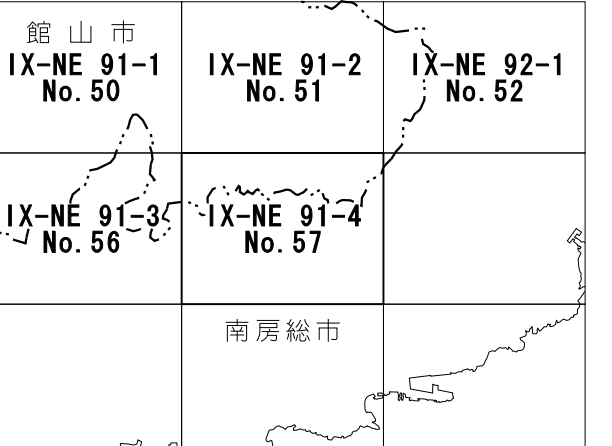 館山市
IX-NE 91-1
No.50
IX-NE 91-2
No.51
IX-NE 92-1
No.52
IX-NE 91-3
No.56
IX-NE 91-4
No.57
南房総市